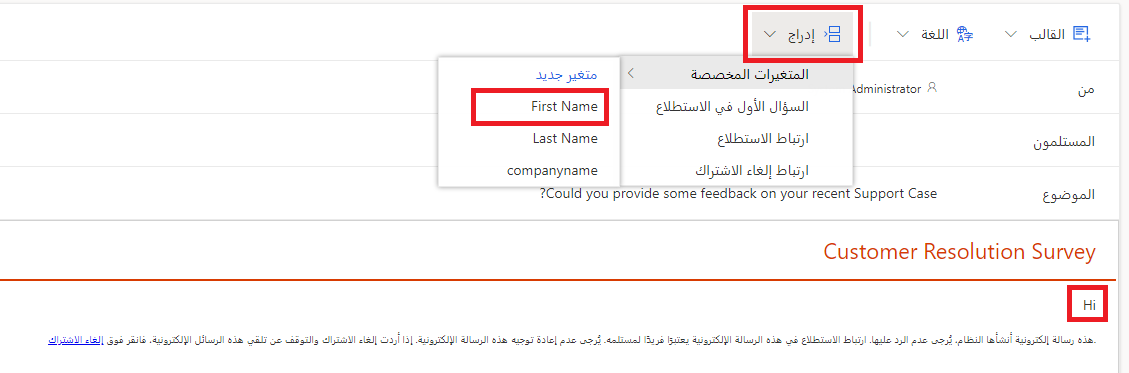 القالب
اللغة
إدراج
المتغيرات المخصصة
السؤال الأول في الاستطلاع
ارتباط الاستطلاع
ارتباط إلغاء الاشتراك
متغير جديد
First Name
Last Name
companyname
من
Administrator
المستلمون
الموضوع
?Could you provide some feedback on your recent Support Case
Customer Resolution Survey
Hi
هذه رسالة إلكترونية أنشأها النظام، يُرجى عدم الرد عليها. ارتباط الاستطلاع في هذه الرسالة الإلكترونية يعتبرًا فريدًا لمستلمه. يُرجى عدم إعادة توجيه هذه الرسالة الإلكترونية. إذا أردت إلغاء الاشتراك والتوقف عن تلقي هذه الرسائل الإلكترونية، فانقر فوق إلغاء الاشتراك.